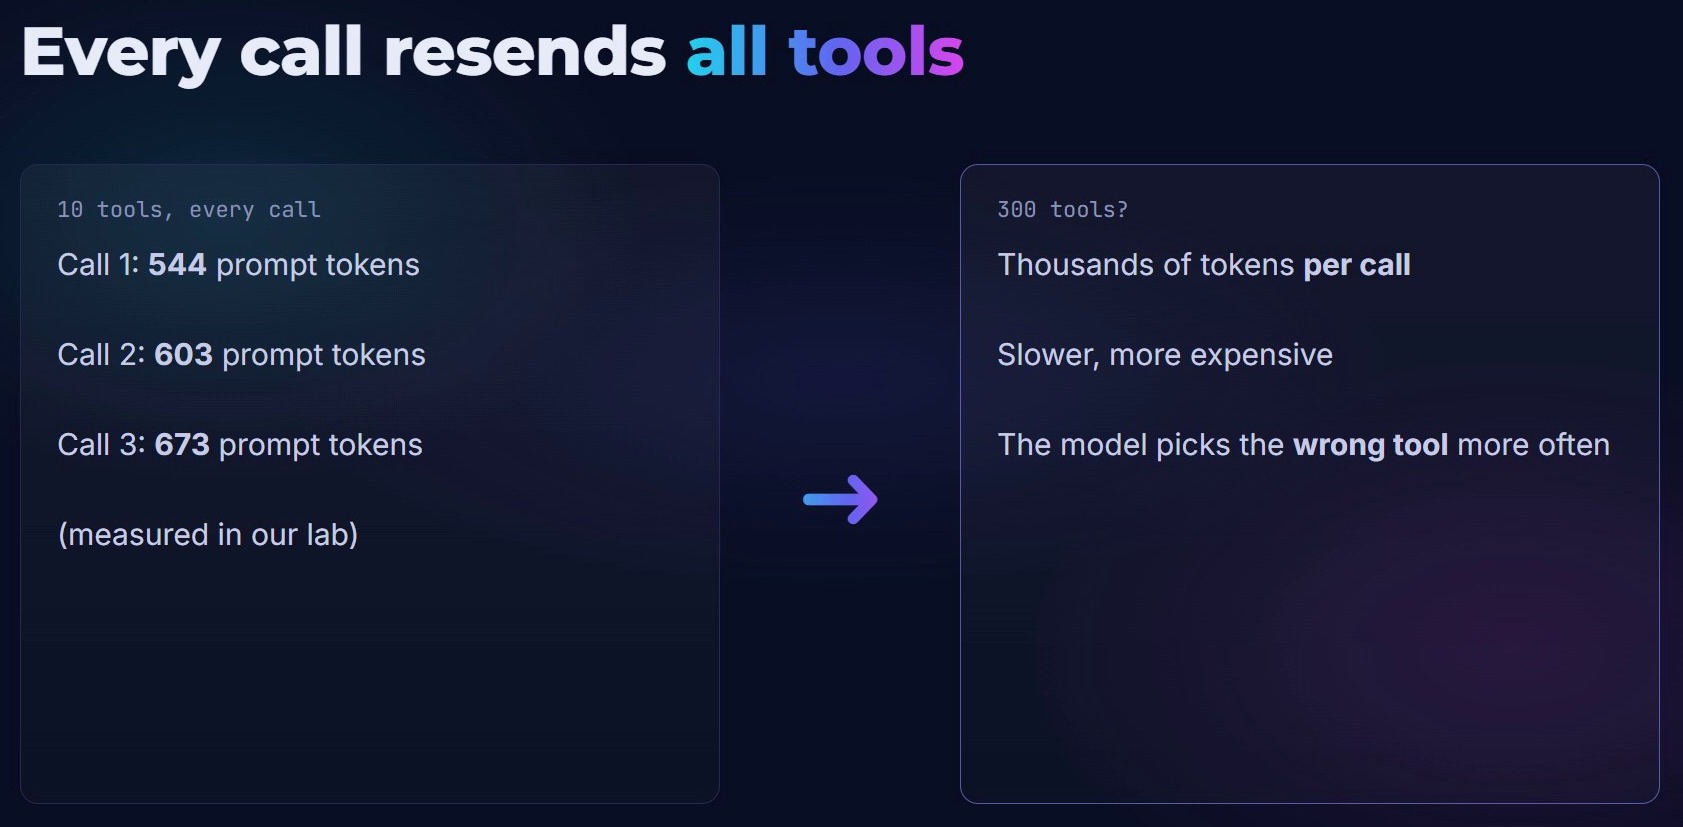 Every call resends all tools
10 tools, every call
Call 1: 544 prompt tokens
Call 2: 603 prompt tokens
Call 3: 673 prompt tokens
(measured in our lab)
300 tools?
Thousands of tokens per call
Slower, more expensive
The model picks the wrong tool more often